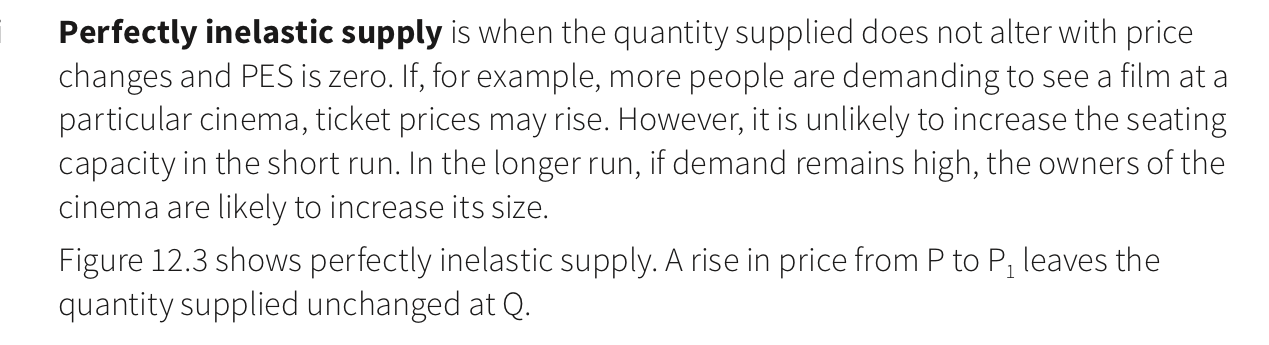 Perfectly inelastic supply is when the quantity supplied does not alter with price
changes and PES is zero. If, for example, more people are demanding to see a film at a
particular cinema, ticket prices may rise. However, it is unlikely to increase the seating
capacity in the short run. In the longer run, if demand remains high, the owners of the
cinema are likely to increase its size.
Figure 12.3 shows perfectly inelastic supply. A rise in price from P to P₁ leaves the
quantity supplied unchanged at Q.